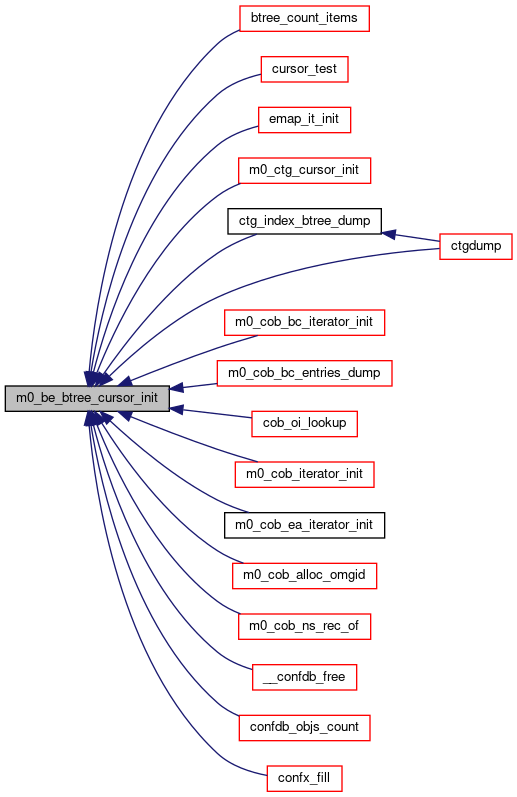 btree_count_items
cursor_test
emap_it_init
m0_ctg_cursor_init
ctg_index_btree_dump
ctgdump
m0_cob_bc_iterator_init
m0_cob_bc_entries_dump
m0_be_btree_cursor_init
cob_oi_lookup
m0_cob_iterator_init
m0_cob_ea_iterator_init
m0_cob_alloc_omgid
m0_cob_ns_rec_of
__confdb_free
confdb_objs_count
confx_fill